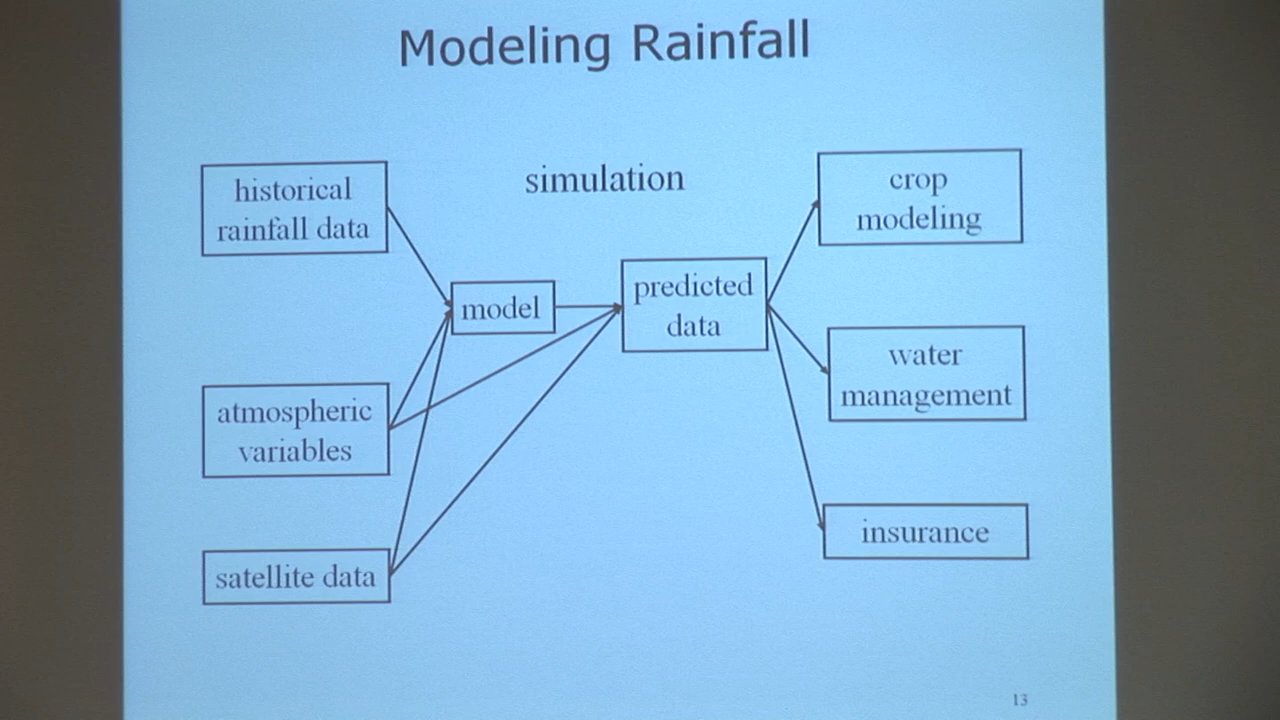 Modeling Rainfall
historical
rainfall data
simulation
crop
modeling
model
predicted
data
atmospheric
variables
water
management
satellite data
insurance
13